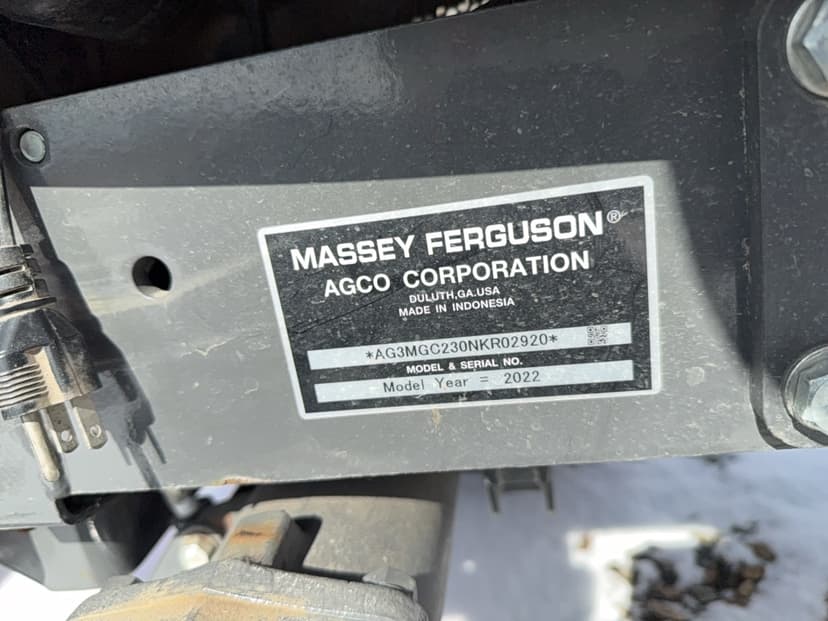 MASSEY FERGUSON®
AGCO CORPORATION
DULUTH,GA.USA
MADE IN INDONESIA
*AG3MGC230NKR02920*
MODEL & SERIAL NO.
Model Year = 2022